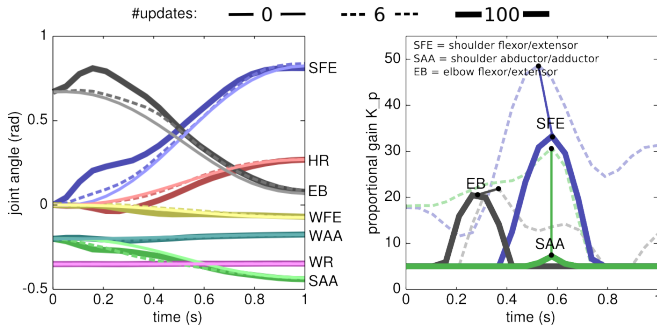 #updates: 0 6 100
1
0.5
0
-0.5
joint angle (rad)
0 0.2 0.4 0.6 0.8 1
time (s)
SFE
HR
EB
WFE
WAA
WR
SAA
55
50
40
30
20
10
5
0
proportional gain K_p
SFE = shoulder flexor/extensor
SAA = shoulder abductor/adductor
EB = elbow flexor/extensor
SFE
EB
SAA
0 0.2 0.4 0.6 0.8 1
time (s)